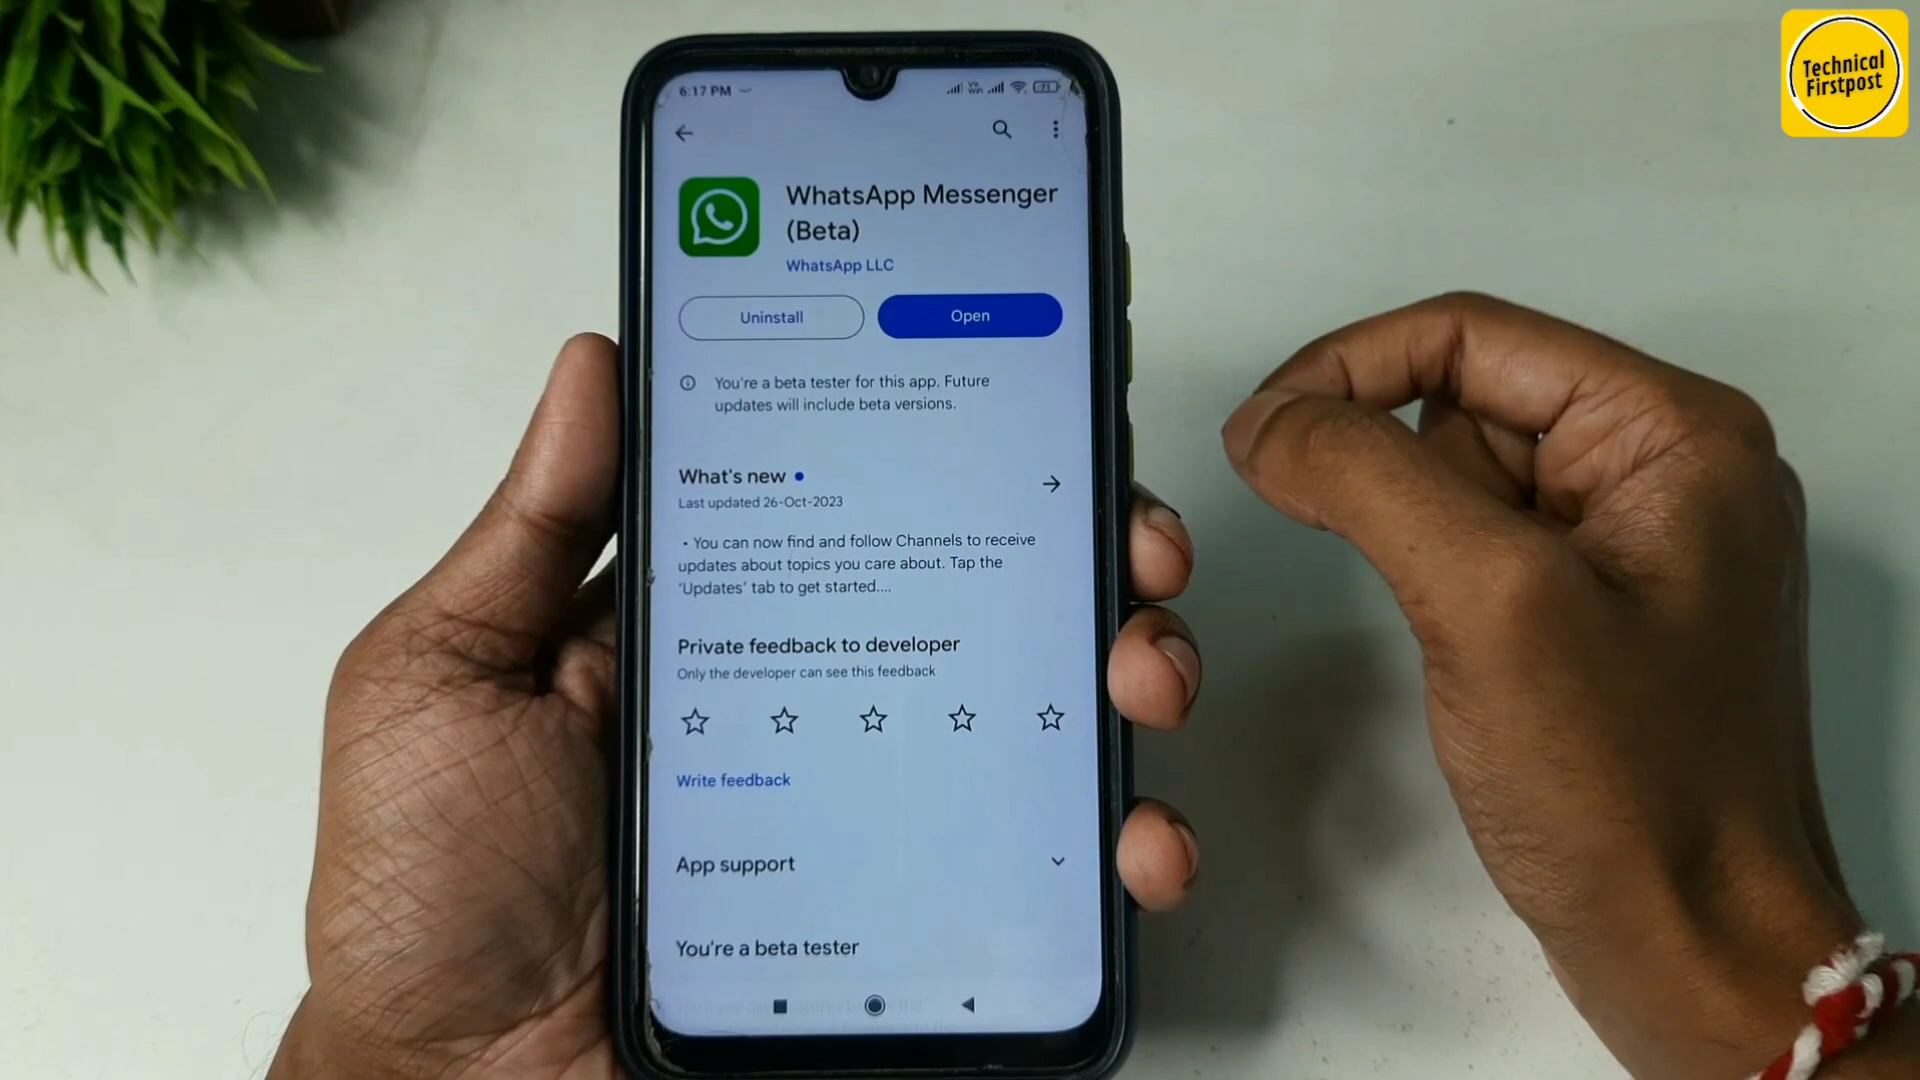 Technical
Firstpost
6:17 PM
71
WhatsApp Messenger
(Beta)
WhatsApp LLC
Uninstall
Open
You're a beta tester for this app. Future
updates will include beta versions.
What's new
Last updated 26-Oct-2023
• You can now find and follow Channels to receive
updates about topics you care about. Tap the
'Updates' tab to get started....
Private feedback to developer
Only the developer can see this feedback
Write feedback
App support
You're a beta tester